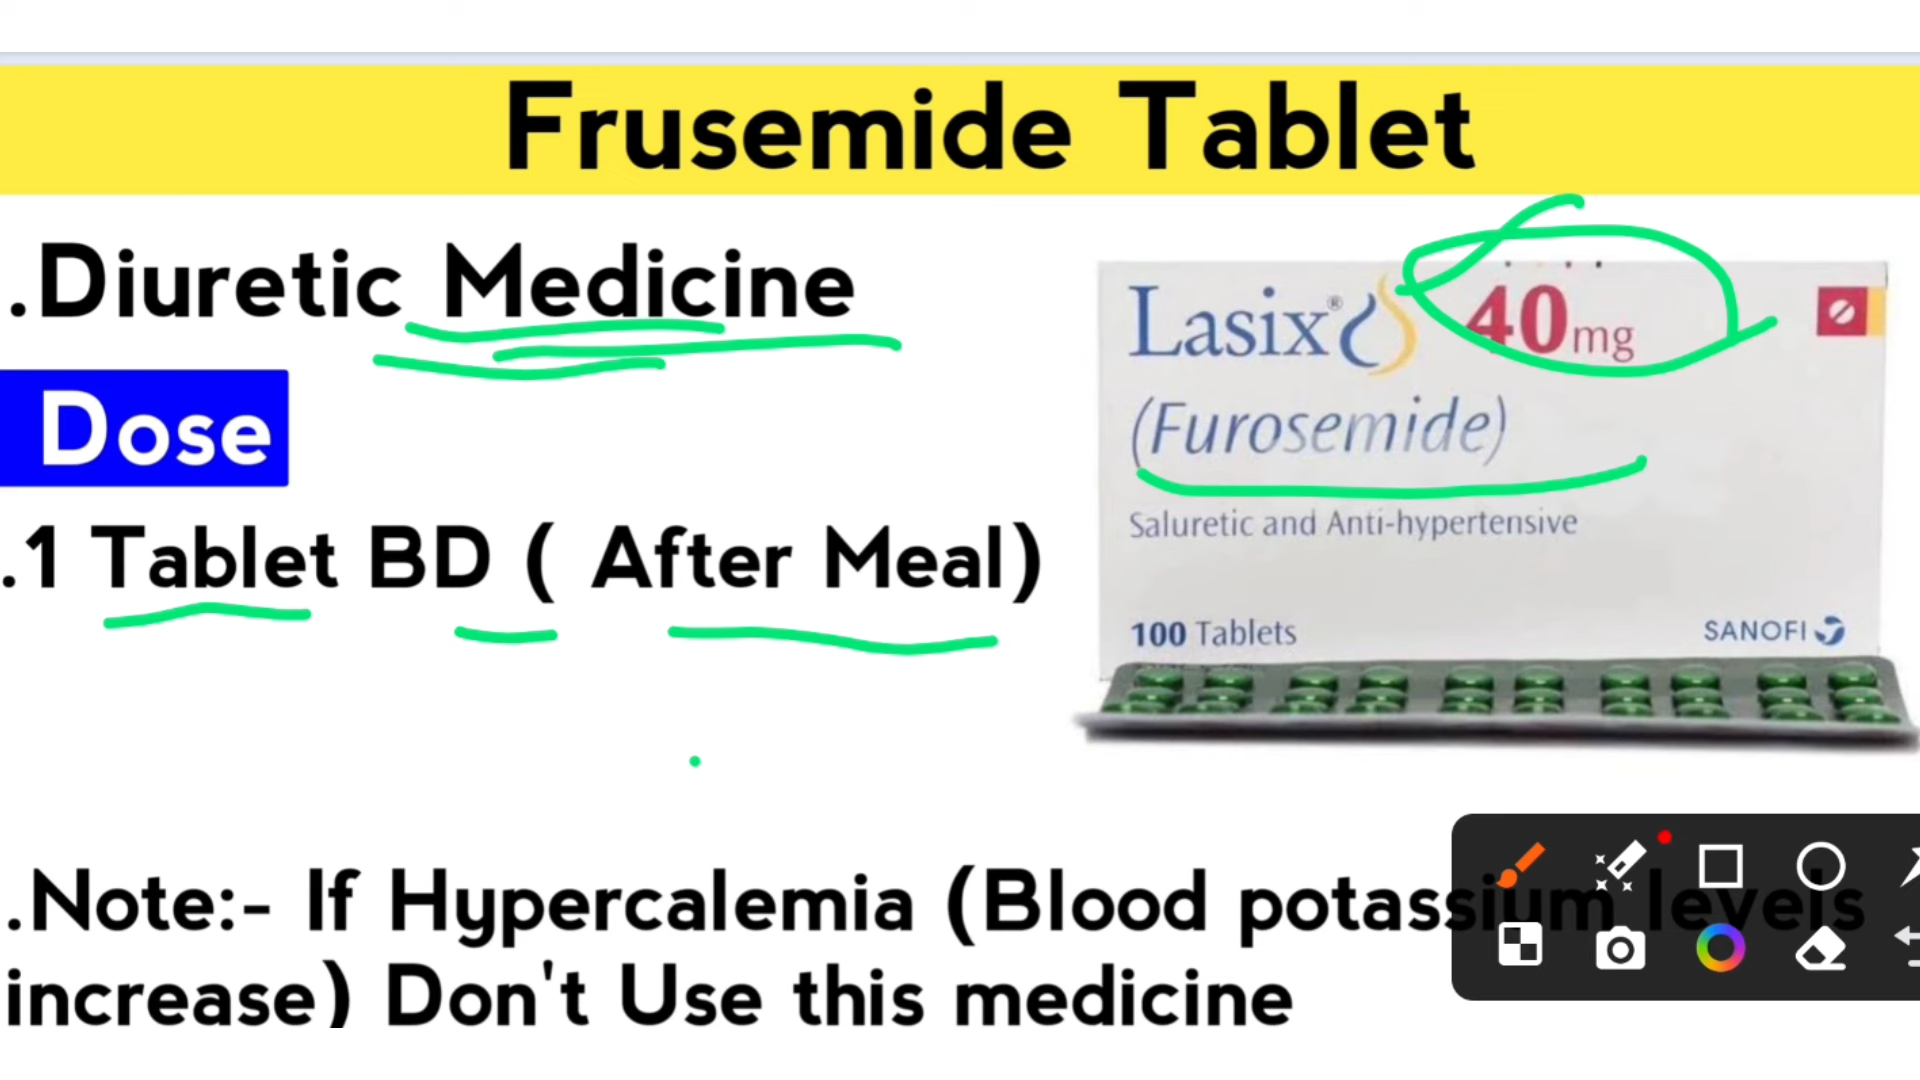 Frusemide Tablet
.Diuretic Medicine
Dose
.1 Tablet BD ( After Meal)
Lasix® 40mg
(Furosemide)
Saluretic and Anti-hypertensive
100 Tablets
SANOFI
.Note:- If Hypercalemia (Blood potassium levels
increase) Don't Use this medicine